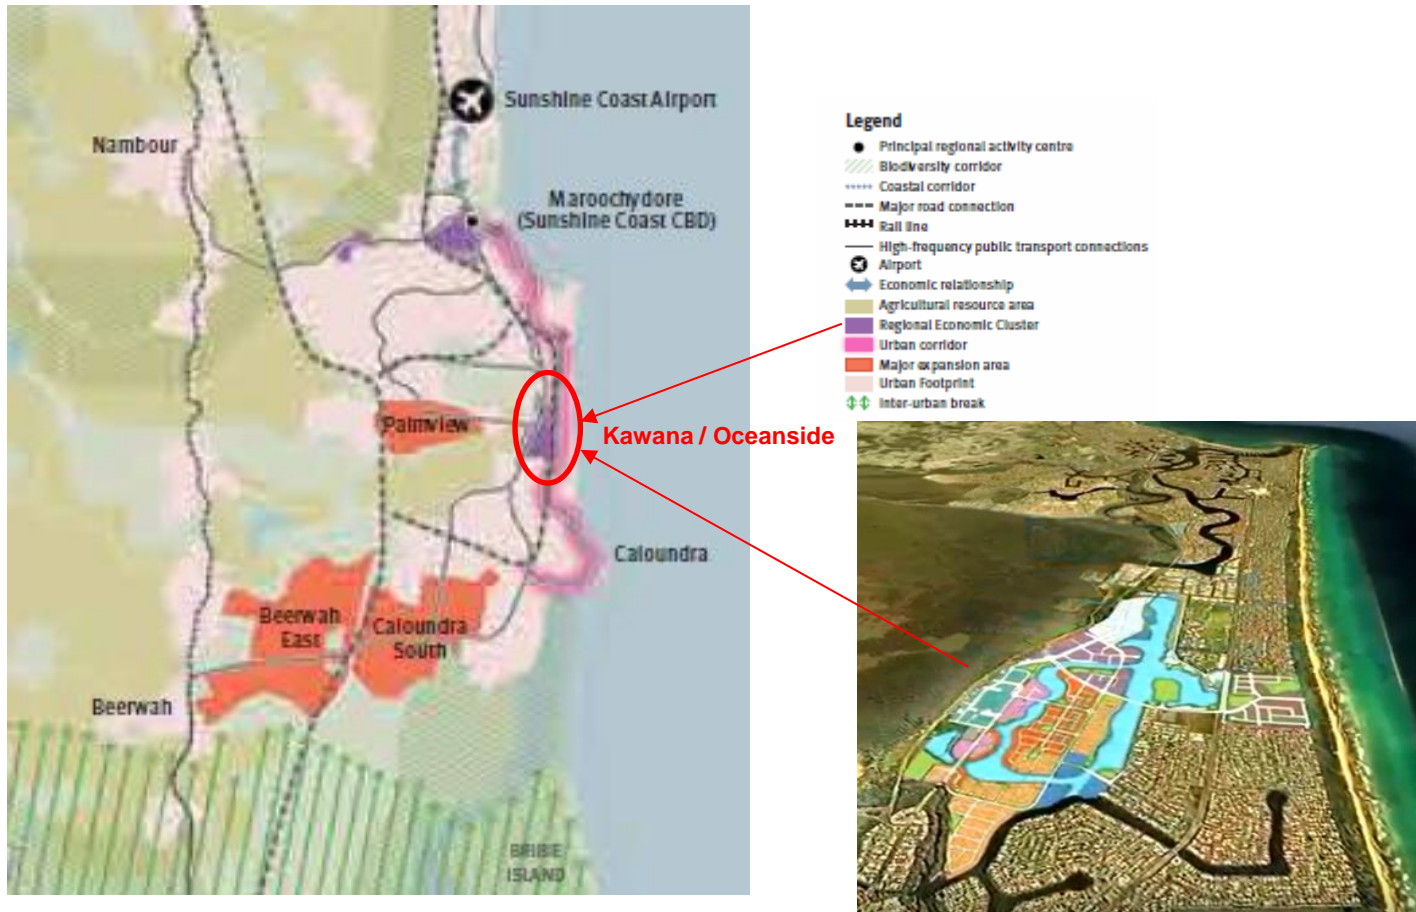 Sunshine Coast Airport
Nambour
Maroochydore
(Sunshine Coast CBD)
Palmview
Caloundra
Beerwah
East
Caloundra
South
Beerwah
BRIBIE
ISLAND
Kawana / Oceanside
Legend
Principal regional activity centre
Biodiversity corridor
Coastal corridor
Major road connection
Rail line
High-frequency public transport connections
Airport
Economic relationship
Agricultural resource area
Regional Economic Cluster
Urban corridor
Major expansion area
Urban Footprint
Inter-urban break